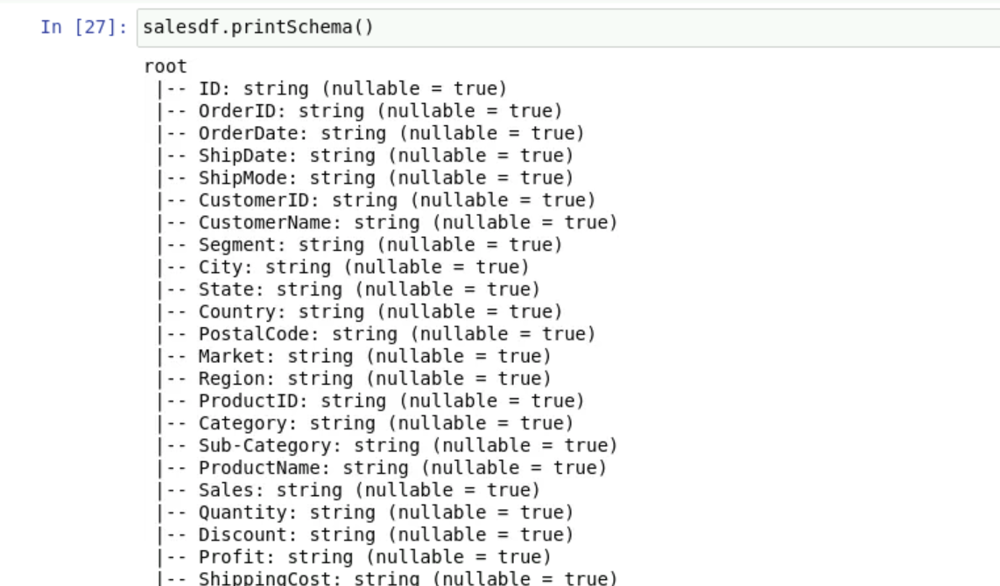 In [27]: salesdf.printSchema()
root
|-- ID: string (nullable = true)
|-- OrderID: string (nullable = true)
|-- OrderDate: string (nullable = true)
|-- ShipDate: string (nullable = true)
|-- ShipMode: string (nullable = true)
|-- CustomerID: string (nullable = true)
|-- CustomerName: string (nullable = true)
|-- Segment: string (nullable = true)
|-- City: string (nullable = true)
|-- State: string (nullable = true)
|-- Country: string (nullable = true)
|-- PostalCode: string (nullable = true)
|-- Market: string (nullable = true)
|-- Region: string (nullable = true)
|-- ProductID: string (nullable = true)
|-- Category: string (nullable = true)
|-- Sub-Category: string (nullable = true)
|-- ProductName: string (nullable = true)
|-- Sales: string (nullable = true)
|-- Quantity: string (nullable = true)
|-- Discount: string (nullable = true)
|-- Profit: string (nullable = true)
|-- ShippingCost: string (nullable = true)